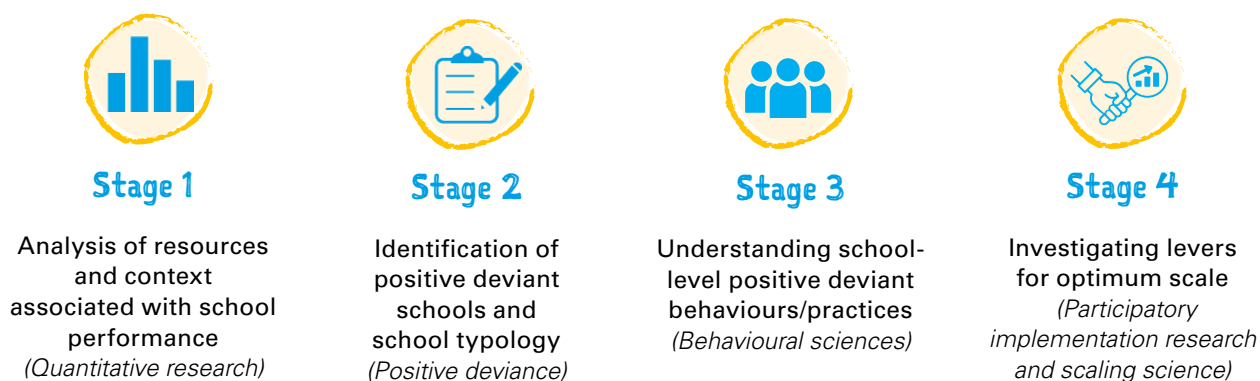 Stage 1
Analysis of resources
and context
associated with school
performance
(Quantitative research)
Stage 2
Identification of
positive deviant
schools and
school typology
(Positive deviance)
Stage 3
Understanding school-
level positive deviant
behaviours/practices
(Behavioural sciences)
Stage 4
Investigating levers
for optimum scale
(Participatory
implementation research
and scaling science)